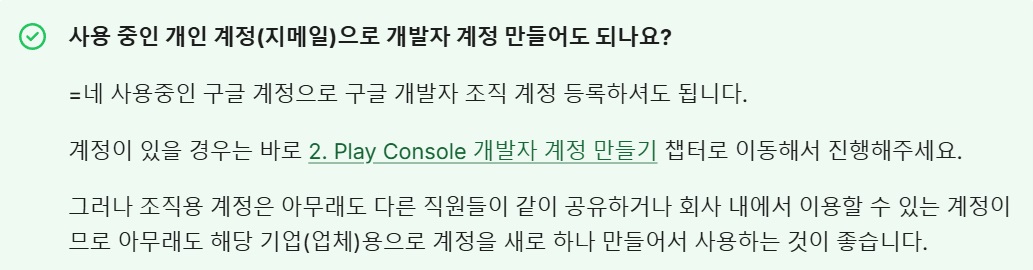 사용 중인 개인 계정(지메일)으로 개발자 계정 만들어도 되나요?
=네 사용중인 구글 계정으로 구글 개발자 조직 계정 등록하셔도 됩니다.
계정이 있을 경우는 바로 2. Play Console 개발자 계정 만들기 챕터로 이동해서 진행해주세요.
그러나 조직용 계정은 아무래도 다른 직원들이 같이 공유하거나 회사 내에서 이용할 수 있는 계정이
므로 아무래도 해당 기업(업체)용으로 계정을 새로 하나 만들어서 사용하는 것이 좋습니다.